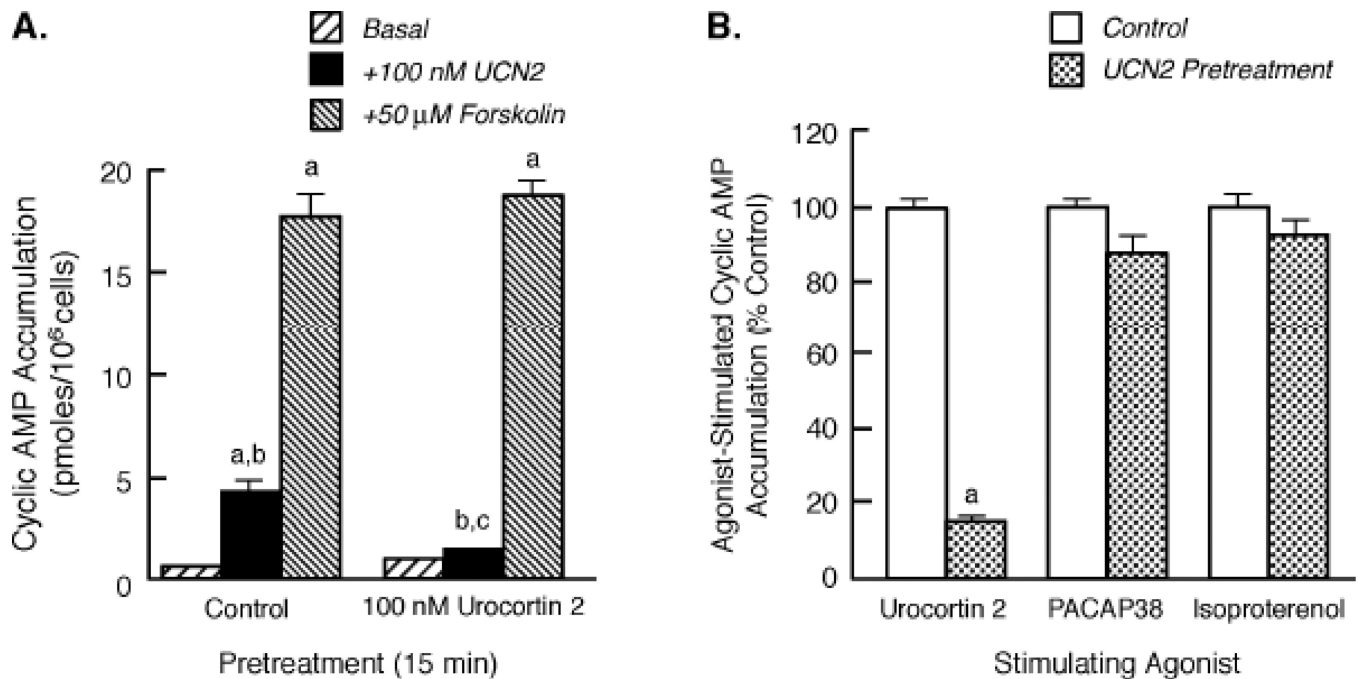 A.
Basal
+100 nM UCN2
+50 μM Forskolin
Cyclic AMP Accumulation
(pmoles/10⁶ cells)
20
15
10
5
0
a
a
a,b
b,c
Control
100 nM Urocortin 2
Pretreatment (15 min)
B.
Control
UCN2 Pretreatment
Agonist-Stimulated Cyclic AMP
Accumulation (% Control)
120
100
80
60
40
20
0
a
Urocortin 2
PACAP38
Isoproterenol
Stimulating Agonist